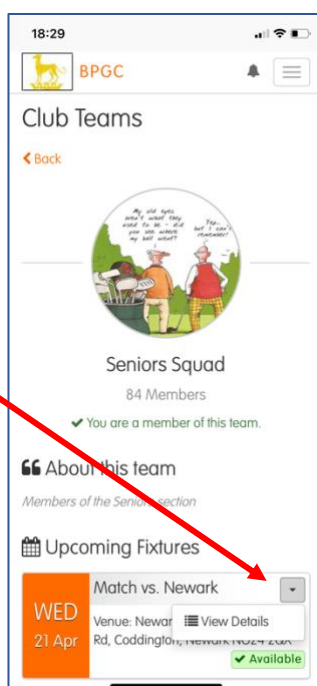 18:29
BPGC
Club Teams
Back
My old eyes
aren't what they
used to be - did
you see where
my ball went?
Yep...
but I can't
remember!
Seniors Squad
84 Members
You are a member of this team.
About this team
Members of the Seniors section
Upcoming Fixtures
WED
21 Apr
Match vs. Newark
View Details
Venue: Newar
Rd, Coddington, Newark NG24 2QX
Available